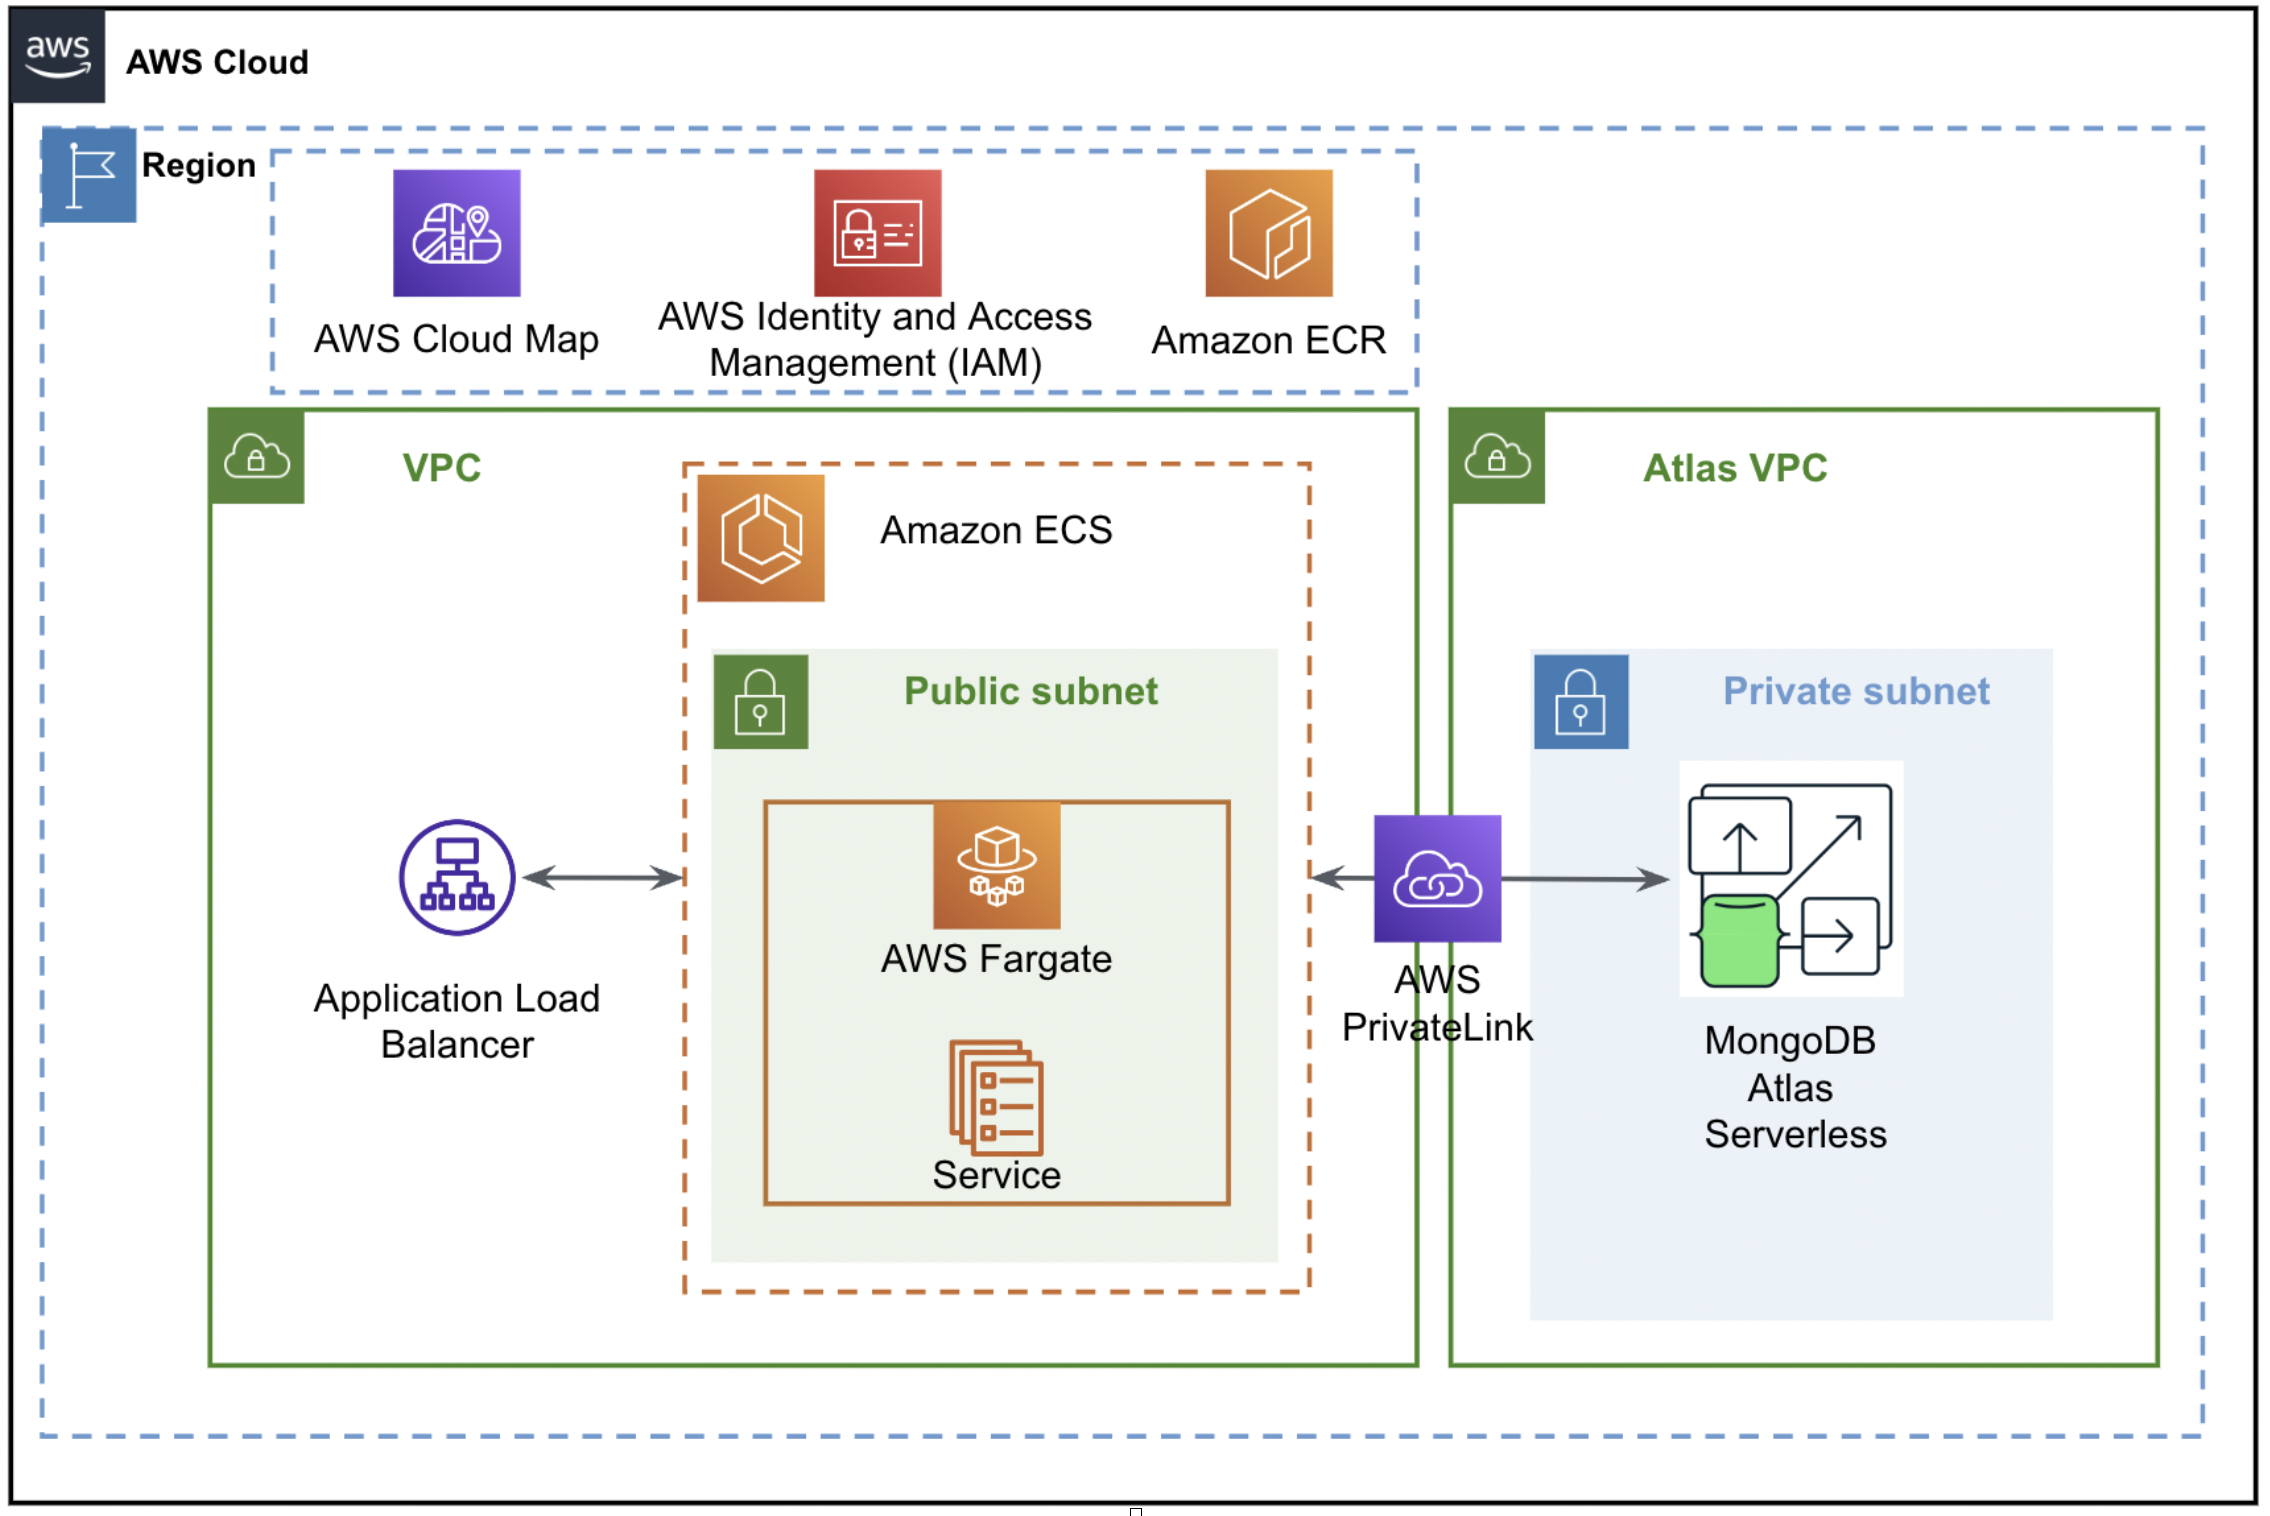 aws
AWS Cloud
Region
AWS Cloud Map
AWS Identity and Access
Management (IAM)
Amazon ECR
VPC
Amazon ECS
Public subnet
AWS Fargate
Service
Application Load
Balancer
AWS
PrivateLink
Atlas VPC
Private subnet
MongoDB
Atlas
Serverless